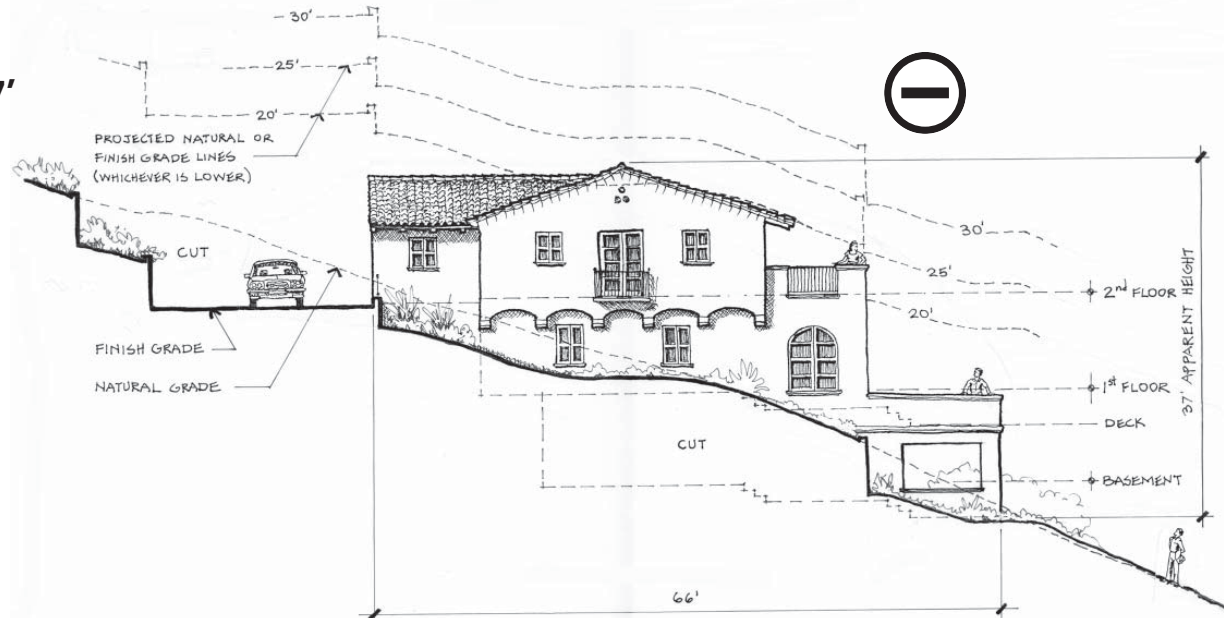 30'
25'
7'
20'
PROJECTED NATURAL OR
FINISH GRADE LINES
(WHICHEVER IS LOWER)
CUT
30'
25'
2nd FLOOR
20'
FINISH GRADE
NATURAL GRADE
37' APPARENT HEIGHT
1st FLOOR
DECK
CUT
BASEMENT
66'